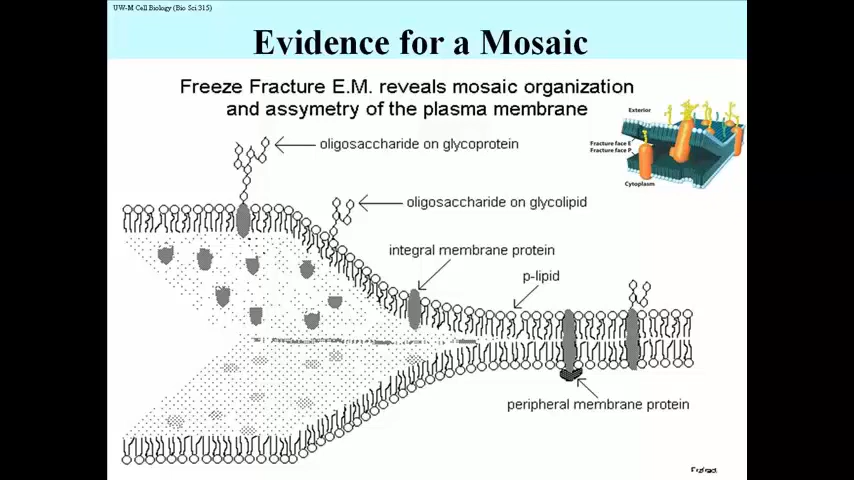 UW-M Cell Biology (Bio Sci 315)
Evidence for a Mosaic
Freeze Fracture E.M. reveals mosaic organization
and assymetry of the plasma membrane
Exterior
oligosaccharide on glycoprotein
Fracture face E
Fracture face P
Cytoplasm
oligosaccharide on glycolipid
integral membrane protein
p-lipid
peripheral membrane protein